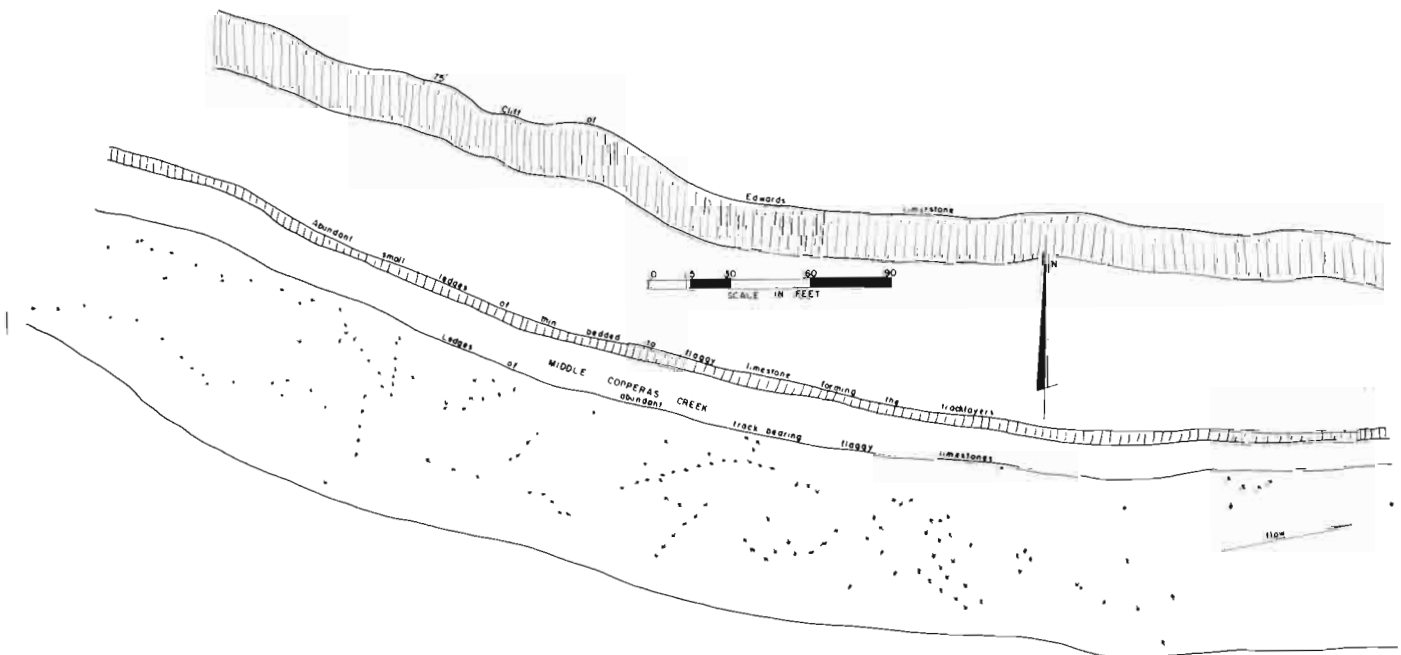 75'
Cliff of
Edwards limerstone
Abundant small ledges of thin bedded to flaggy limestone forming the tracklayers
0 15 30 60 90
SCALE IN FEET
N
MIDDLE COPPERAS CREEK
Ledges of abundant track bearing flaggy limestones
flow